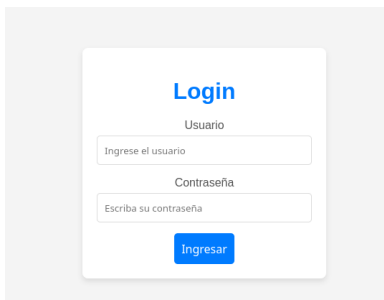 Login
Usuario
Ingrese el usuario
Contraseña
Escriba su contraseña
Ingresar